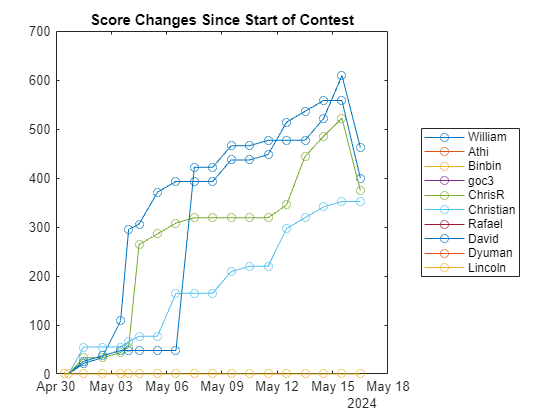 Score Changes Since Start of Contest
700
600
500
400
300
200
100
0
Apr 30
May 03
May 06
May 09
May 12
May 15
May 18
2024
William
Athi
Binbin
goc3
ChrisR
Christian
Rafael
David
Dyuman
Lincoln